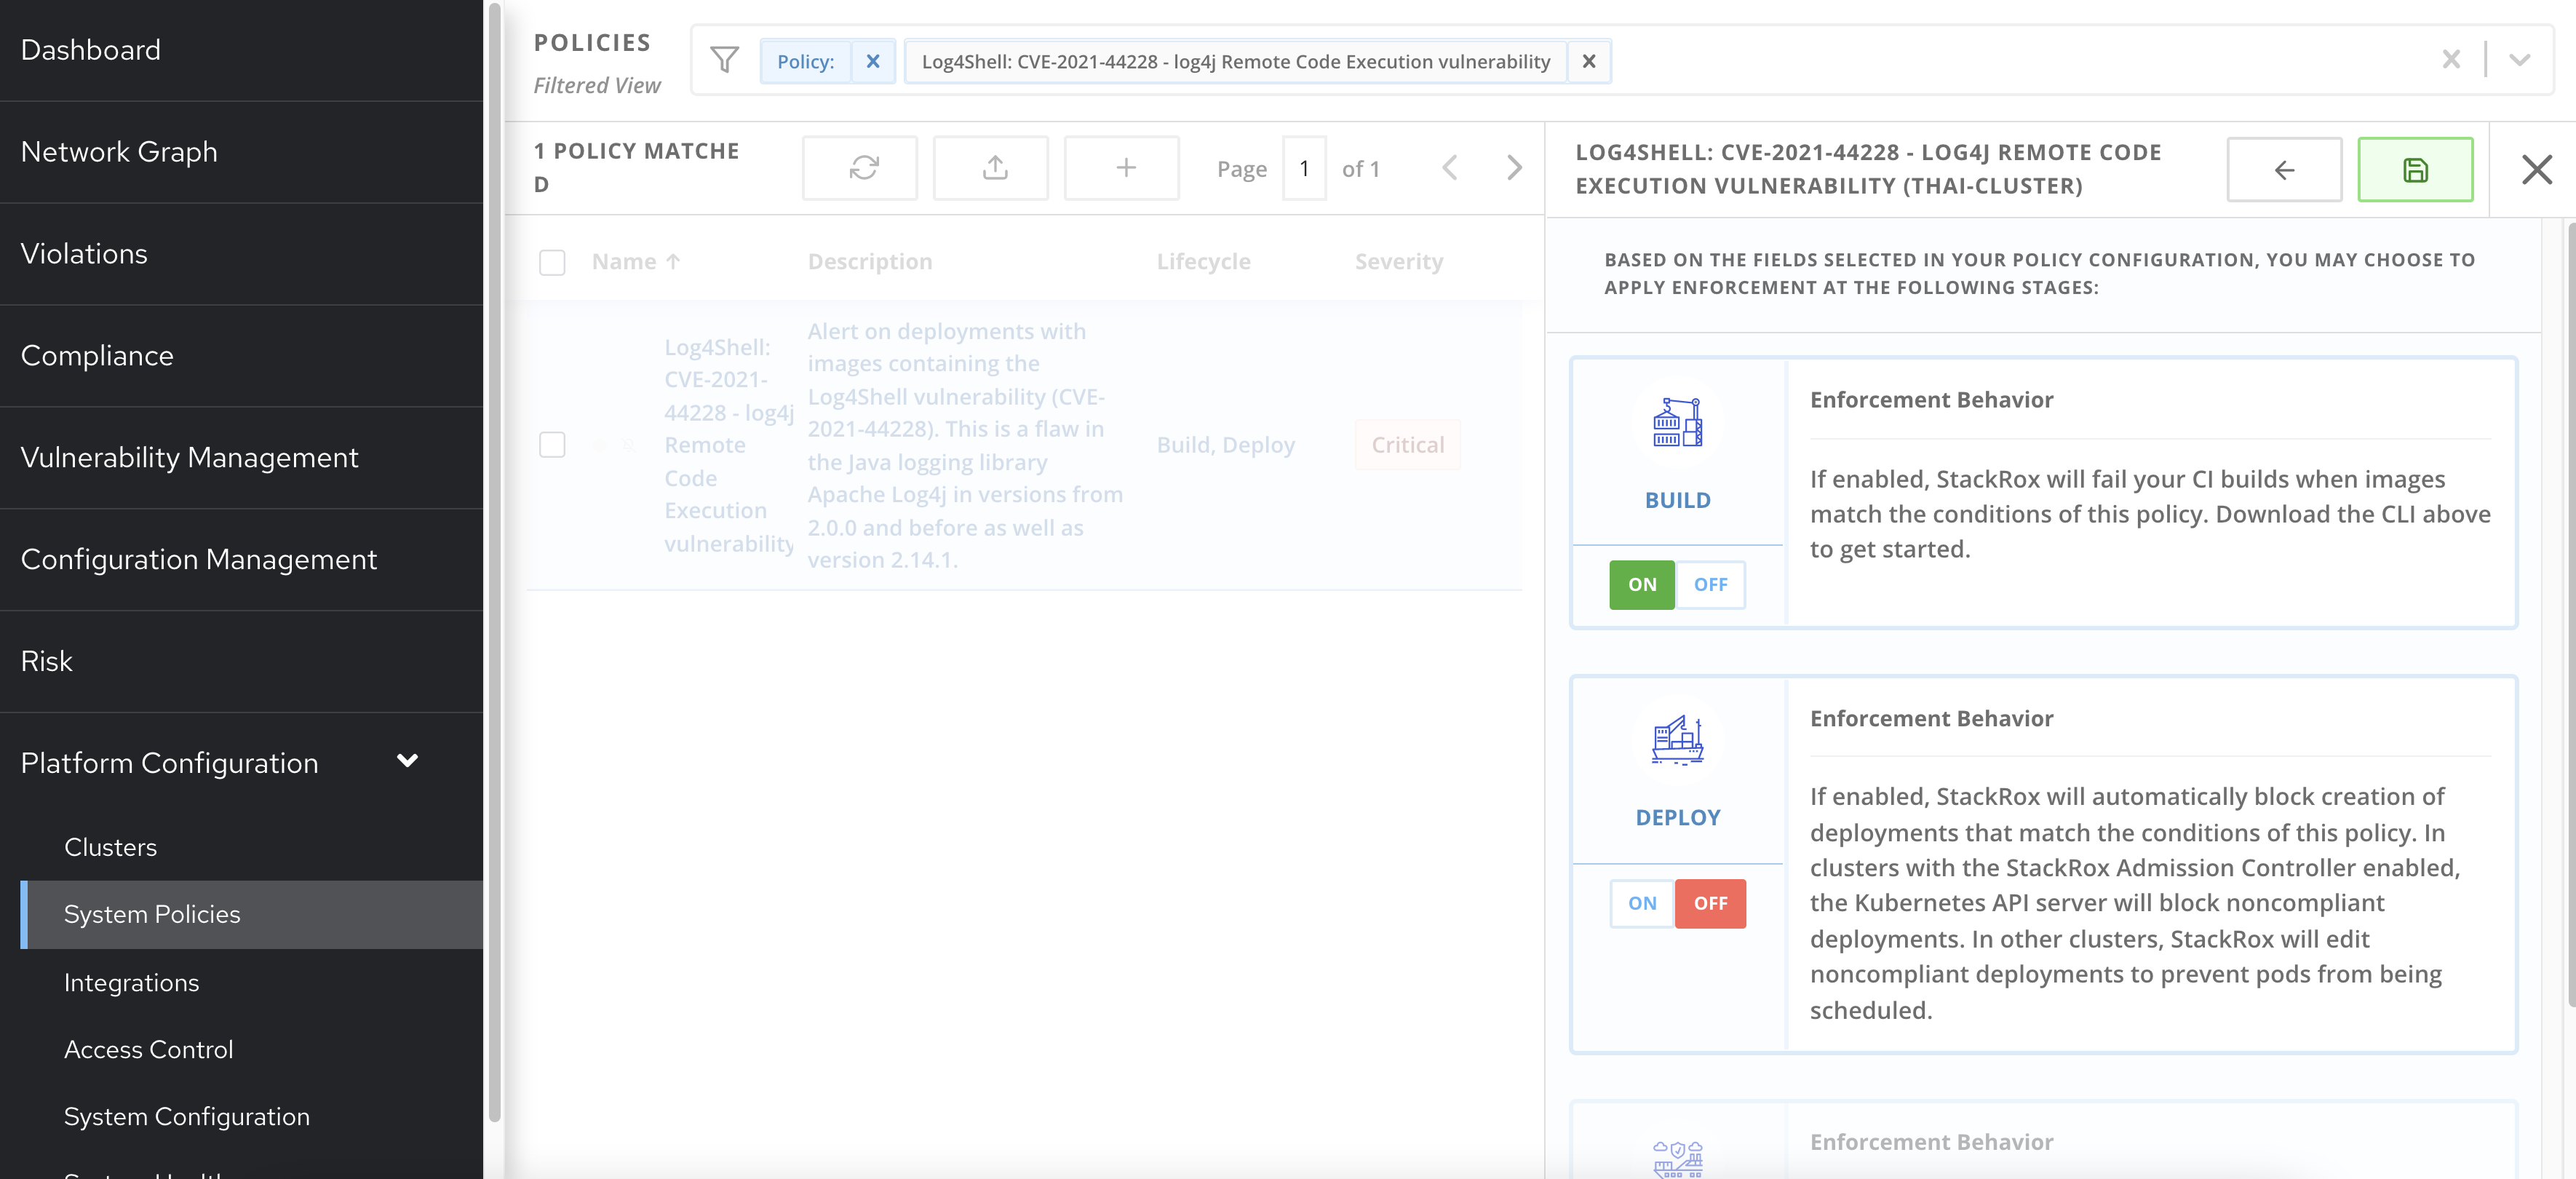 Dashboard
Network Graph
Violations
Compliance
Vulnerability Management
Configuration Management
Risk
Platform Configuration
Clusters
System Policies
Integrations
Access Control
System Configuration
POLICIES
Filtered View
Policy:
Log4Shell: CVE-2021-44228 - log4j Remote Code Execution vulnerability
1 POLICY MATCHE
D
Page 1 of 1
Name Description Lifecycle Severity
Log4Shell:
CVE-2021-
44228 - log4j
Remote
Code
Execution
vulnerability
Alert on deployments with
images containing the
Log4Shell vulnerability (CVE-
2021-44228). This is a flaw in
the Java logging library
Apache Log4j in versions from
2.0.0 and before as well as
version 2.14.1.
Build, Deploy
Critical
LOG4SHELL: CVE-2021-44228 - LOG4J REMOTE CODE
EXECUTION VULNERABILITY (THAI-CLUSTER)
BASED ON THE FIELDS SELECTED IN YOUR POLICY CONFIGURATION, YOU MAY CHOOSE TO
APPLY ENFORCEMENT AT THE FOLLOWING STAGES:
BUILD
ON OFF
Enforcement Behavior
If enabled, StackRox will fail your CI builds when images
match the conditions of this policy. Download the CLI above
to get started.
DEPLOY
ON OFF
Enforcement Behavior
If enabled, StackRox will automatically block creation of
deployments that match the conditions of this policy. In
clusters with the StackRox Admission Controller enabled,
the Kubernetes API server will block noncompliant
deployments. In other clusters, StackRox will edit
noncompliant deployments to prevent pods from being
scheduled.
Enforcement Behavior